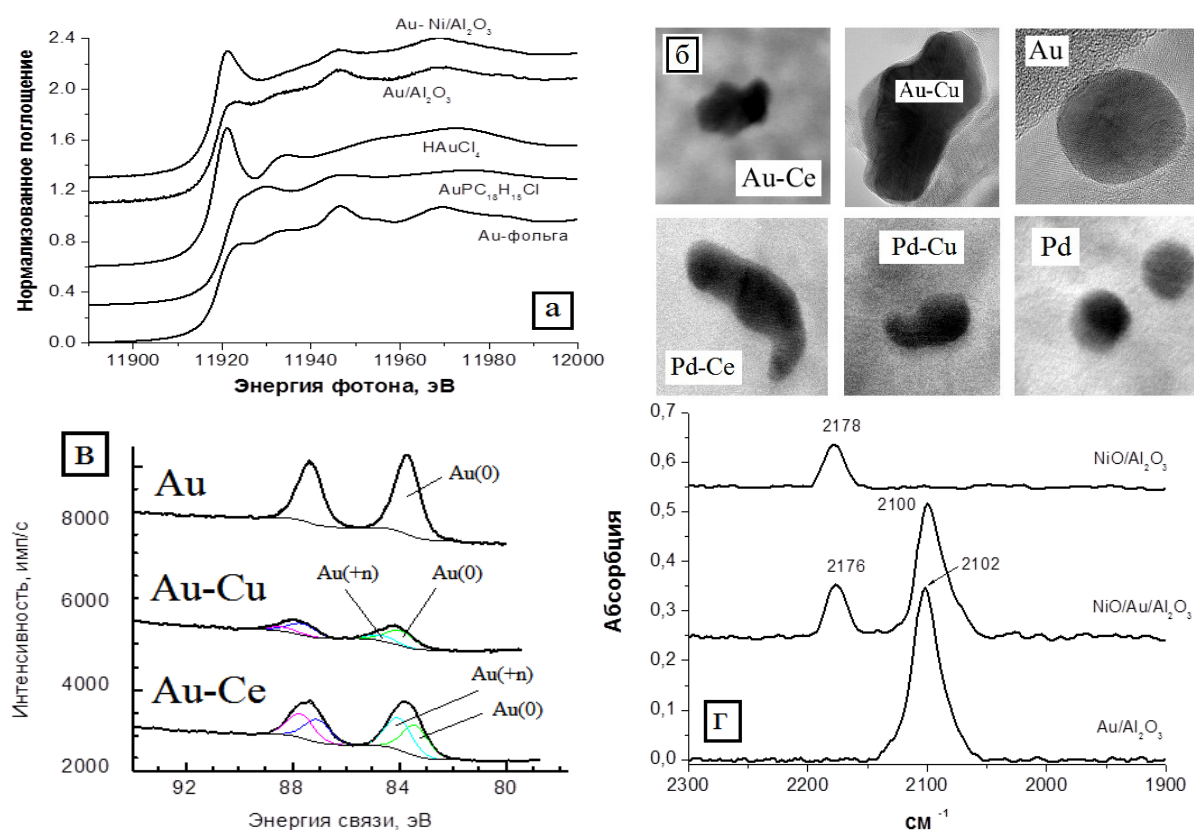 Нормализованное поглощение
2.4
2.0
1.6
1.2
0.8
0.4
0.0
Au- Ni/Al₂O₃
Au/Al₂O₃
HAuCl₄
AuPC₁₈H₁₅Cl
Au-фольга
а
11900 11920 11940 11960 11980 12000
Энергия фотона, эВ
б
Au-Ce
Au-Cu
Au
Pd-Ce
Pd-Cu
Pd
в
Интенсивность, имп/с
8000
6000
4000
2000
Au
Au(0)
Au-Cu
Au(+n)
Au(0)
Au-Ce
Au(+n)
Au(0)
92 88 84 80
Энергия связи, эВ
Абсорбция
0,7
0,6
0,5
0,4
0,3
0,2
0,1
0,0
2178
NiO/Al₂O₃
2100
2176
2102
NiO/Au/Al₂O₃
г
Au/Al₂O₃
2300 2200 2100 2000 1900
см ⁻¹